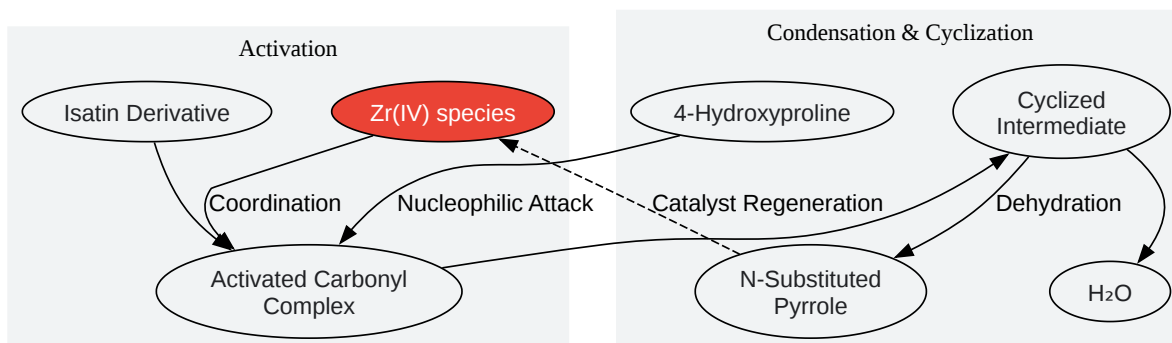 Activation
Condensation & Cyclization
Isatin Derivative
Zr(IV) species
4-Hydroxyproline
Cyclized
Intermediate
Coordination
Nucleophilic Attack
Catalyst Regeneration
Dehydration
Activated Carbonyl
Complex
N-Substituted
Pyrrole
H₂O